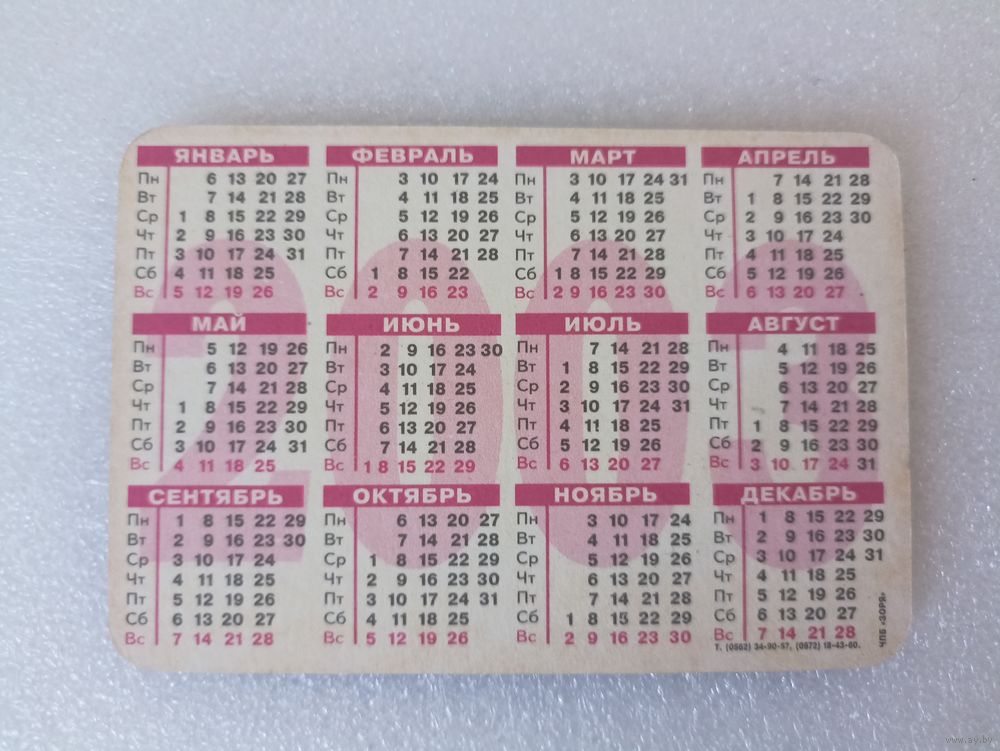 2003
ЯНВАРЬ
Пн 6 13 20 27
Вт 7 14 21 28
Ср 1 8 15 22 29
Чт 2 9 16 23 30
Пт 3 10 17 24 31
Сб 4 11 18 25
Вс 5 12 19 26
ФЕВРАЛЬ
Пн 3 10 17 24
Вт 4 11 18 25
Ср 5 12 19 26
Чт 6 13 20 27
Пт 7 14 21 28
Сб 1 8 15 22
Вс 2 9 16 23
МАРТ
Пн 3 10 17 24 31
Вт 4 11 18 25
Ср 5 12 19 26
Чт 6 13 20 27
Пт 7 14 21 28
Сб 1 8 15 22 29
Вс 2 9 16 23 30
АПРЕЛЬ
Пн 7 14 21 28
Вт 1 8 15 22 29
Ср 2 9 16 23 30
Чт 3 10 17 24
Пт 4 11 18 25
Сб 5 12 19 26
Вс 6 13 20 27
МАЙ
Пн 5 12 19 26
Вт 6 13 20 27
Ср 7 14 21 28
Чт 1 8 15 22 29
Пт 2 9 16 23 30
Сб 3 10 17 24 31
Вс 4 11 18 25
ИЮНЬ
Пн 2 9 16 23 30
Вт 3 10 17 24
Ср 4 11 18 25
Чт 5 12 19 26
Пт 6 13 20 27
Сб 7 14 21 28
Вс 1 8 15 22 29
ИЮЛЬ
Пн 7 14 21 28
Вт 1 8 15 22 29
Ср 2 9 16 23 30
Чт 3 10 17 24 31
Пт 4 11 18 25
Сб 5 12 19 26
Вс 6 13 20 27
АВГУСТ
Пн 4 11 18 25
Вт 5 12 19 26
Ср 6 13 20 27
Чт 7 14 21 28
Пт 1 8 15 22 29
Сб 2 9 16 23 30
Вс 3 10 17 24 31
СЕНТЯБРЬ
Пн 1 8 15 22 29
Вт 2 9 16 23 30
Ср 3 10 17 24
Чт 4 11 18 25
Пт 5 12 19 26
Сб 6 13 20 27
Вс 7 14 21 28
ОКТЯБРЬ
Пн 6 13 20 27
Вт 7 14 21 28
Ср 1 8 15 22 29
Чт 2 9 16 23 30
Пт 3 10 17 24 31
Сб 4 11 18 25
Вс 5 12 19 26
НОЯБРЬ
Пн 3 10 17 24
Вт 4 11 18 25
Ср 5 12 19 26
Чт 6 13 20 27
Пт 7 14 21 28
Сб 1 8 15 22 29
Вс 2 9 16 23 30
ДЕКАБРЬ
Пн 1 8 15 22 29
Вт 2 9 16 23 30
Ср 3 10 17 24 31
Чт 4 11 18 25
Пт 5 12 19 26
Сб 6 13 20 27
Вс 7 14 21 28
Т. (0562) 34-90-57, (0572) 18-43-60.
ЧПБ «ЗОРЯ»
www.ay.by